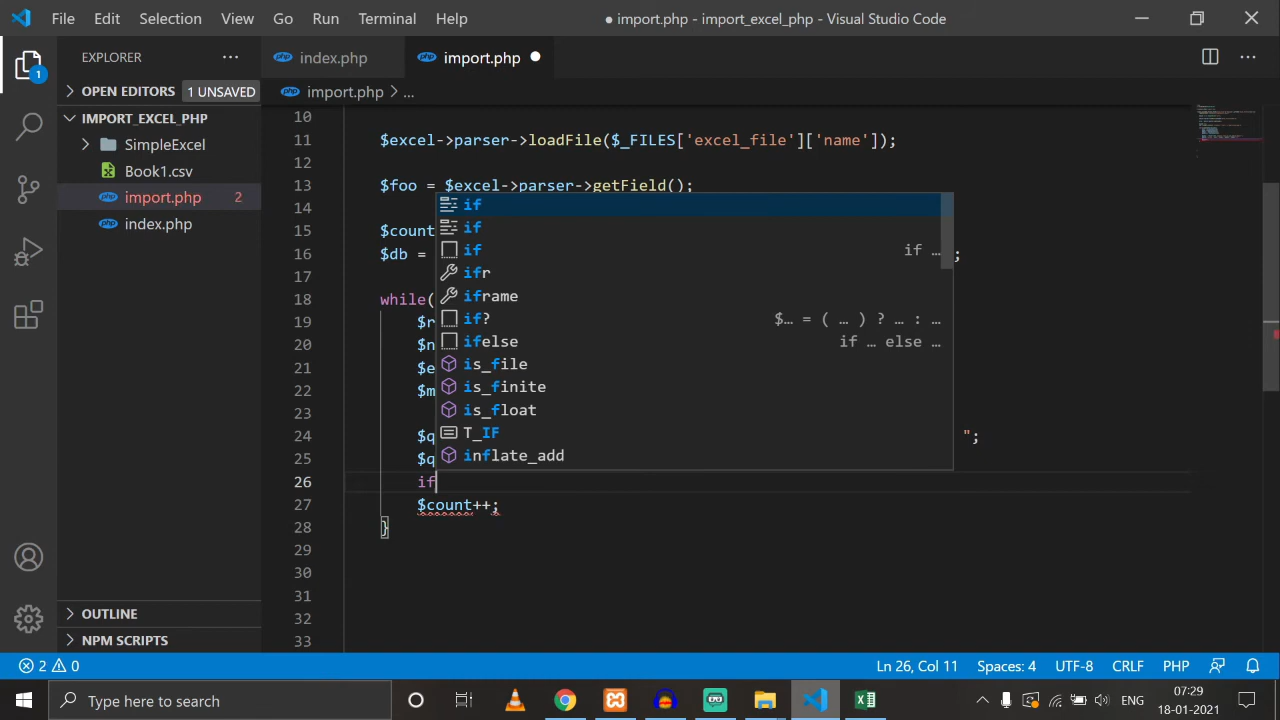 File Edit Selection View Go Run Terminal Help ● import.php - import_excel_php - Visual Studio Code
EXPLORER ···
index.php import.php
OPEN EDITORS 1 UNSAVED
IMPORT_EXCEL_PHP
SimpleExcel
Book1.csv
import.php 2
index.php
OUTLINE
NPM SCRIPTS
1
import.php > ...
10
11 $excel->parser->loadFile($_FILES['excel_file']['name']);
12
13 $foo = $excel->parser->getField();
14
15 $count
16 $db = ;
17
18 while(
19 $r
20 $n
21 $e
22 $m
23
24 $q ";
25 $q
26 if
27 $count++;
28 }
29
30
31
32
33
if
if
if if …
ifr
iframe
if? $… = ( … ) ? … : …
ifelse if … else …
is_file
is_finite
is_float
T_IF
inflate_add
2 0 Ln 26, Col 11 Spaces: 4 UTF-8 CRLF PHP
Type here to search ENG 07:29
18-01-2021